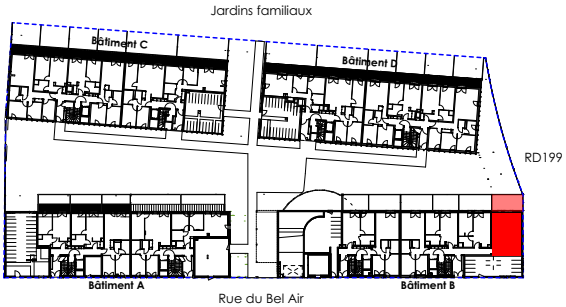 Jardins familiaux
Bâtiment C
Bâtiment D
RD199
Bâtiment A
Bâtiment B
Rue du Bel Air